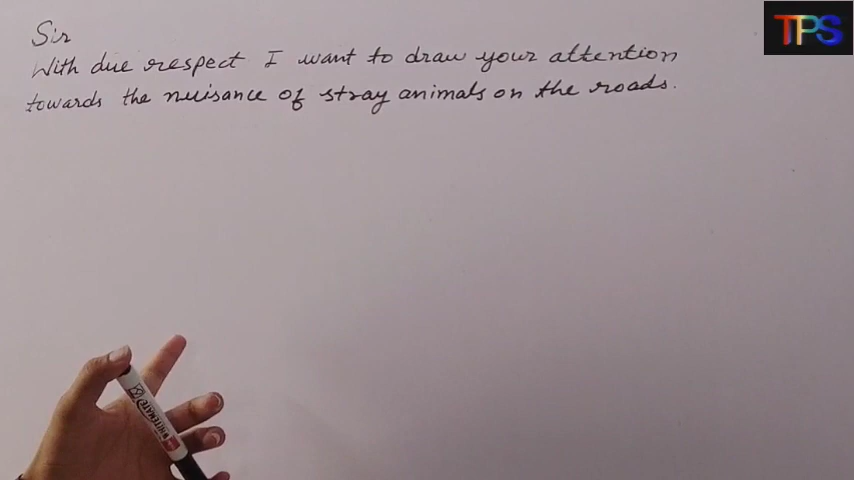 TPS
Sir
With due respect I want to draw your attention
towards the nuisance of stray animals on the roads.
WHITEMATE